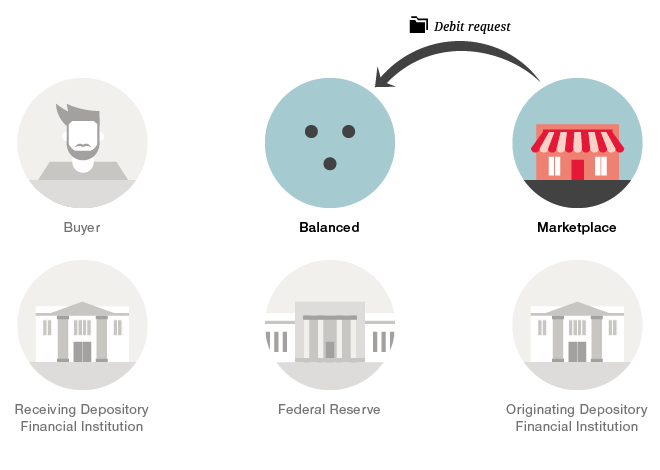 Debit request
Buyer
Balanced
Marketplace
Receiving Depository
Financial Institution
Federal Reserve
Originating Depository
Financial Institution